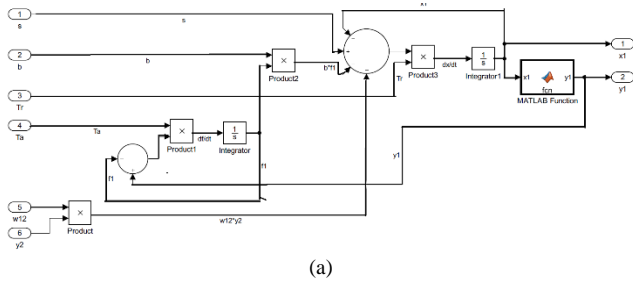 x1
1
s
s
1
x1
2
b
b
×
Product2
b*f1
+
−
−
−
×
Product3
dx/dt
1
s
Integrator1
x1
y1
fcn
MATLAB Function
2
y1
3
Tr
Tr
4
Ta
Ta
×
Product1
df/dt
1
s
Integrator
f1
f1
y1
5
w12
6
y2
×
Product
w12*y2
(a)